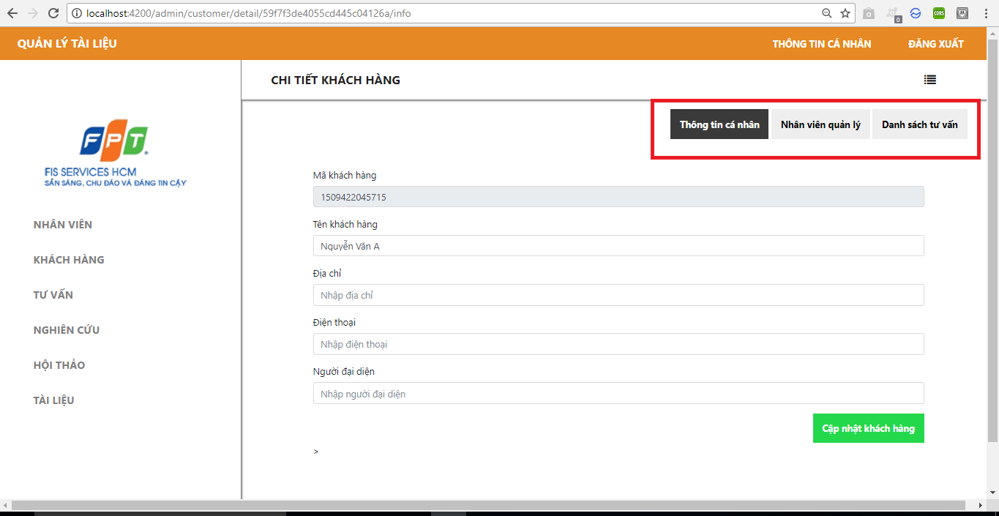 localhost:4200/admin/customer/detail/59f7f3de4055cd445c04126a/info
0
CORS
QUẢN LÝ TÀI LIỆU
THÔNG TIN CÁ NHÂN
ĐĂNG XUẤT
CHI TIẾT KHÁCH HÀNG
Thông tin cá nhân
Nhân viên quản lý
Danh sách tư vấn
FPT
FIS SERVICES HCM
SẴN SÀNG, CHU ĐÁO VÀ ĐÁNG TIN CẬY
NHÂN VIÊN
KHÁCH HÀNG
TƯ VẤN
NGHIÊN CỨU
HỘI THẢO
TÀI LIỆU
Mã khách hàng
1509422045715
Tên khách hàng
Nguyễn Văn A
Địa chỉ
Nhập địa chỉ
Điện thoại
Nhập điện thoại
Người đại diện
Nhập người đại diện
Cập nhật khách hàng
>